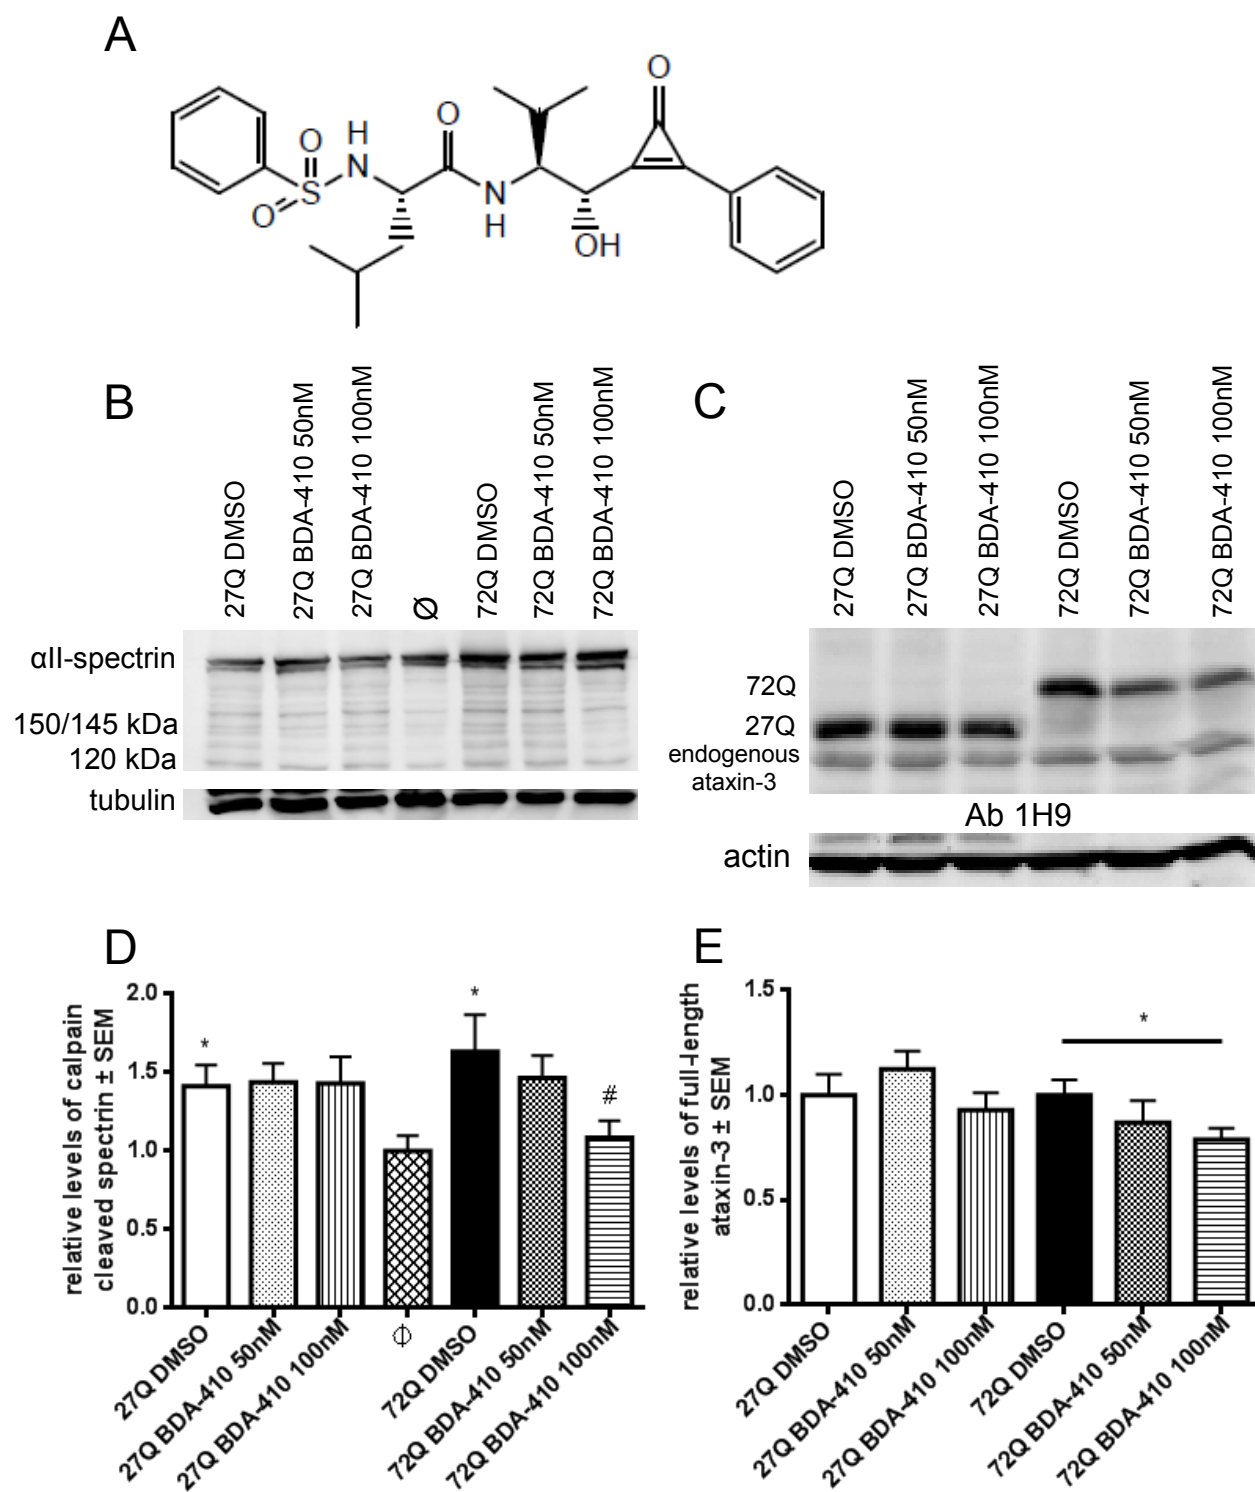 A
O
H
N
O
S
O
O
N
H
OH
O
B
27Q DMSO
27Q BDA-410 50nM
27Q BDA-410 100nM
Ø
72Q DMSO
72Q BDA-410 50nM
72Q BDA-410 100nM
αII-spectrin
150/145 kDa
120 kDa
tubulin
C
27Q DMSO
27Q BDA-410 50nM
27Q BDA-410 100nM
72Q DMSO
72Q BDA-410 50nM
72Q BDA-410 100nM
72Q
27Q
endogenous
ataxin-3
Ab 1H9
actin
D
relative levels of calpain
cleaved spectrin ± SEM
2.0
1.5
1.0
0.5
0.0
*
*
#
27Q DMSO
27Q BDA-410 50nM
27Q BDA-410 100nM
Φ
72Q DMSO
72Q BDA-410 50nM
72Q BDA-410 100nM
E
relative levels of full-length
ataxin-3 ± SEM
1.5
1.0
0.5
0.0
*
27Q DMSO
27Q BDA-410 50nM
27Q BDA-410 100nM
72Q DMSO
72Q BDA-410 50nM
72Q BDA-410 100nM